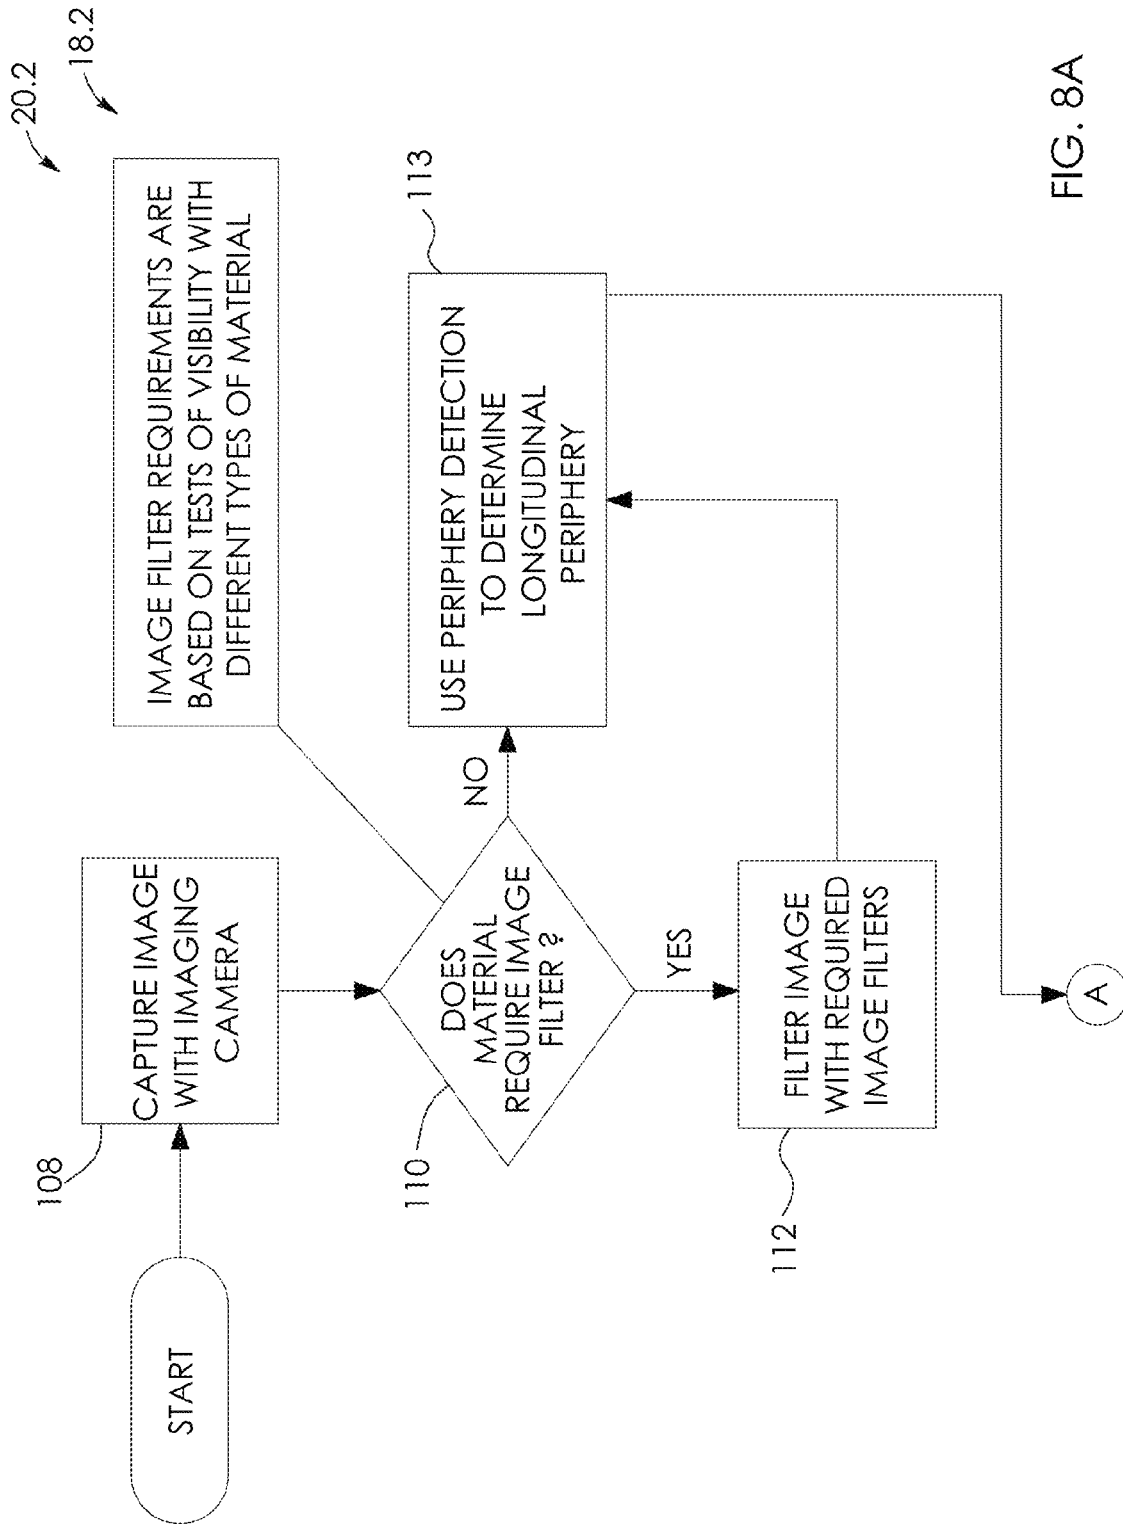 20.2
18.2
START
108
CAPTURE IMAGE
WITH IMAGING
CAMERA
IMAGE FILTER REQUIREMENTS ARE
BASED ON TESTS OF VISIBILITY WITH
DIFFERENT TYPES OF MATERIAL
110
DOES
MATERIAL
REQUIRE IMAGE
FILTER ?
NO
113
USE PERIPHERY DETECTION
TO DETERMINE
LONGITUDINAL
PERIPHERY
YES
112
FILTER IMAGE
WITH REQUIRED
IMAGE FILTERS
A
FIG. 8A